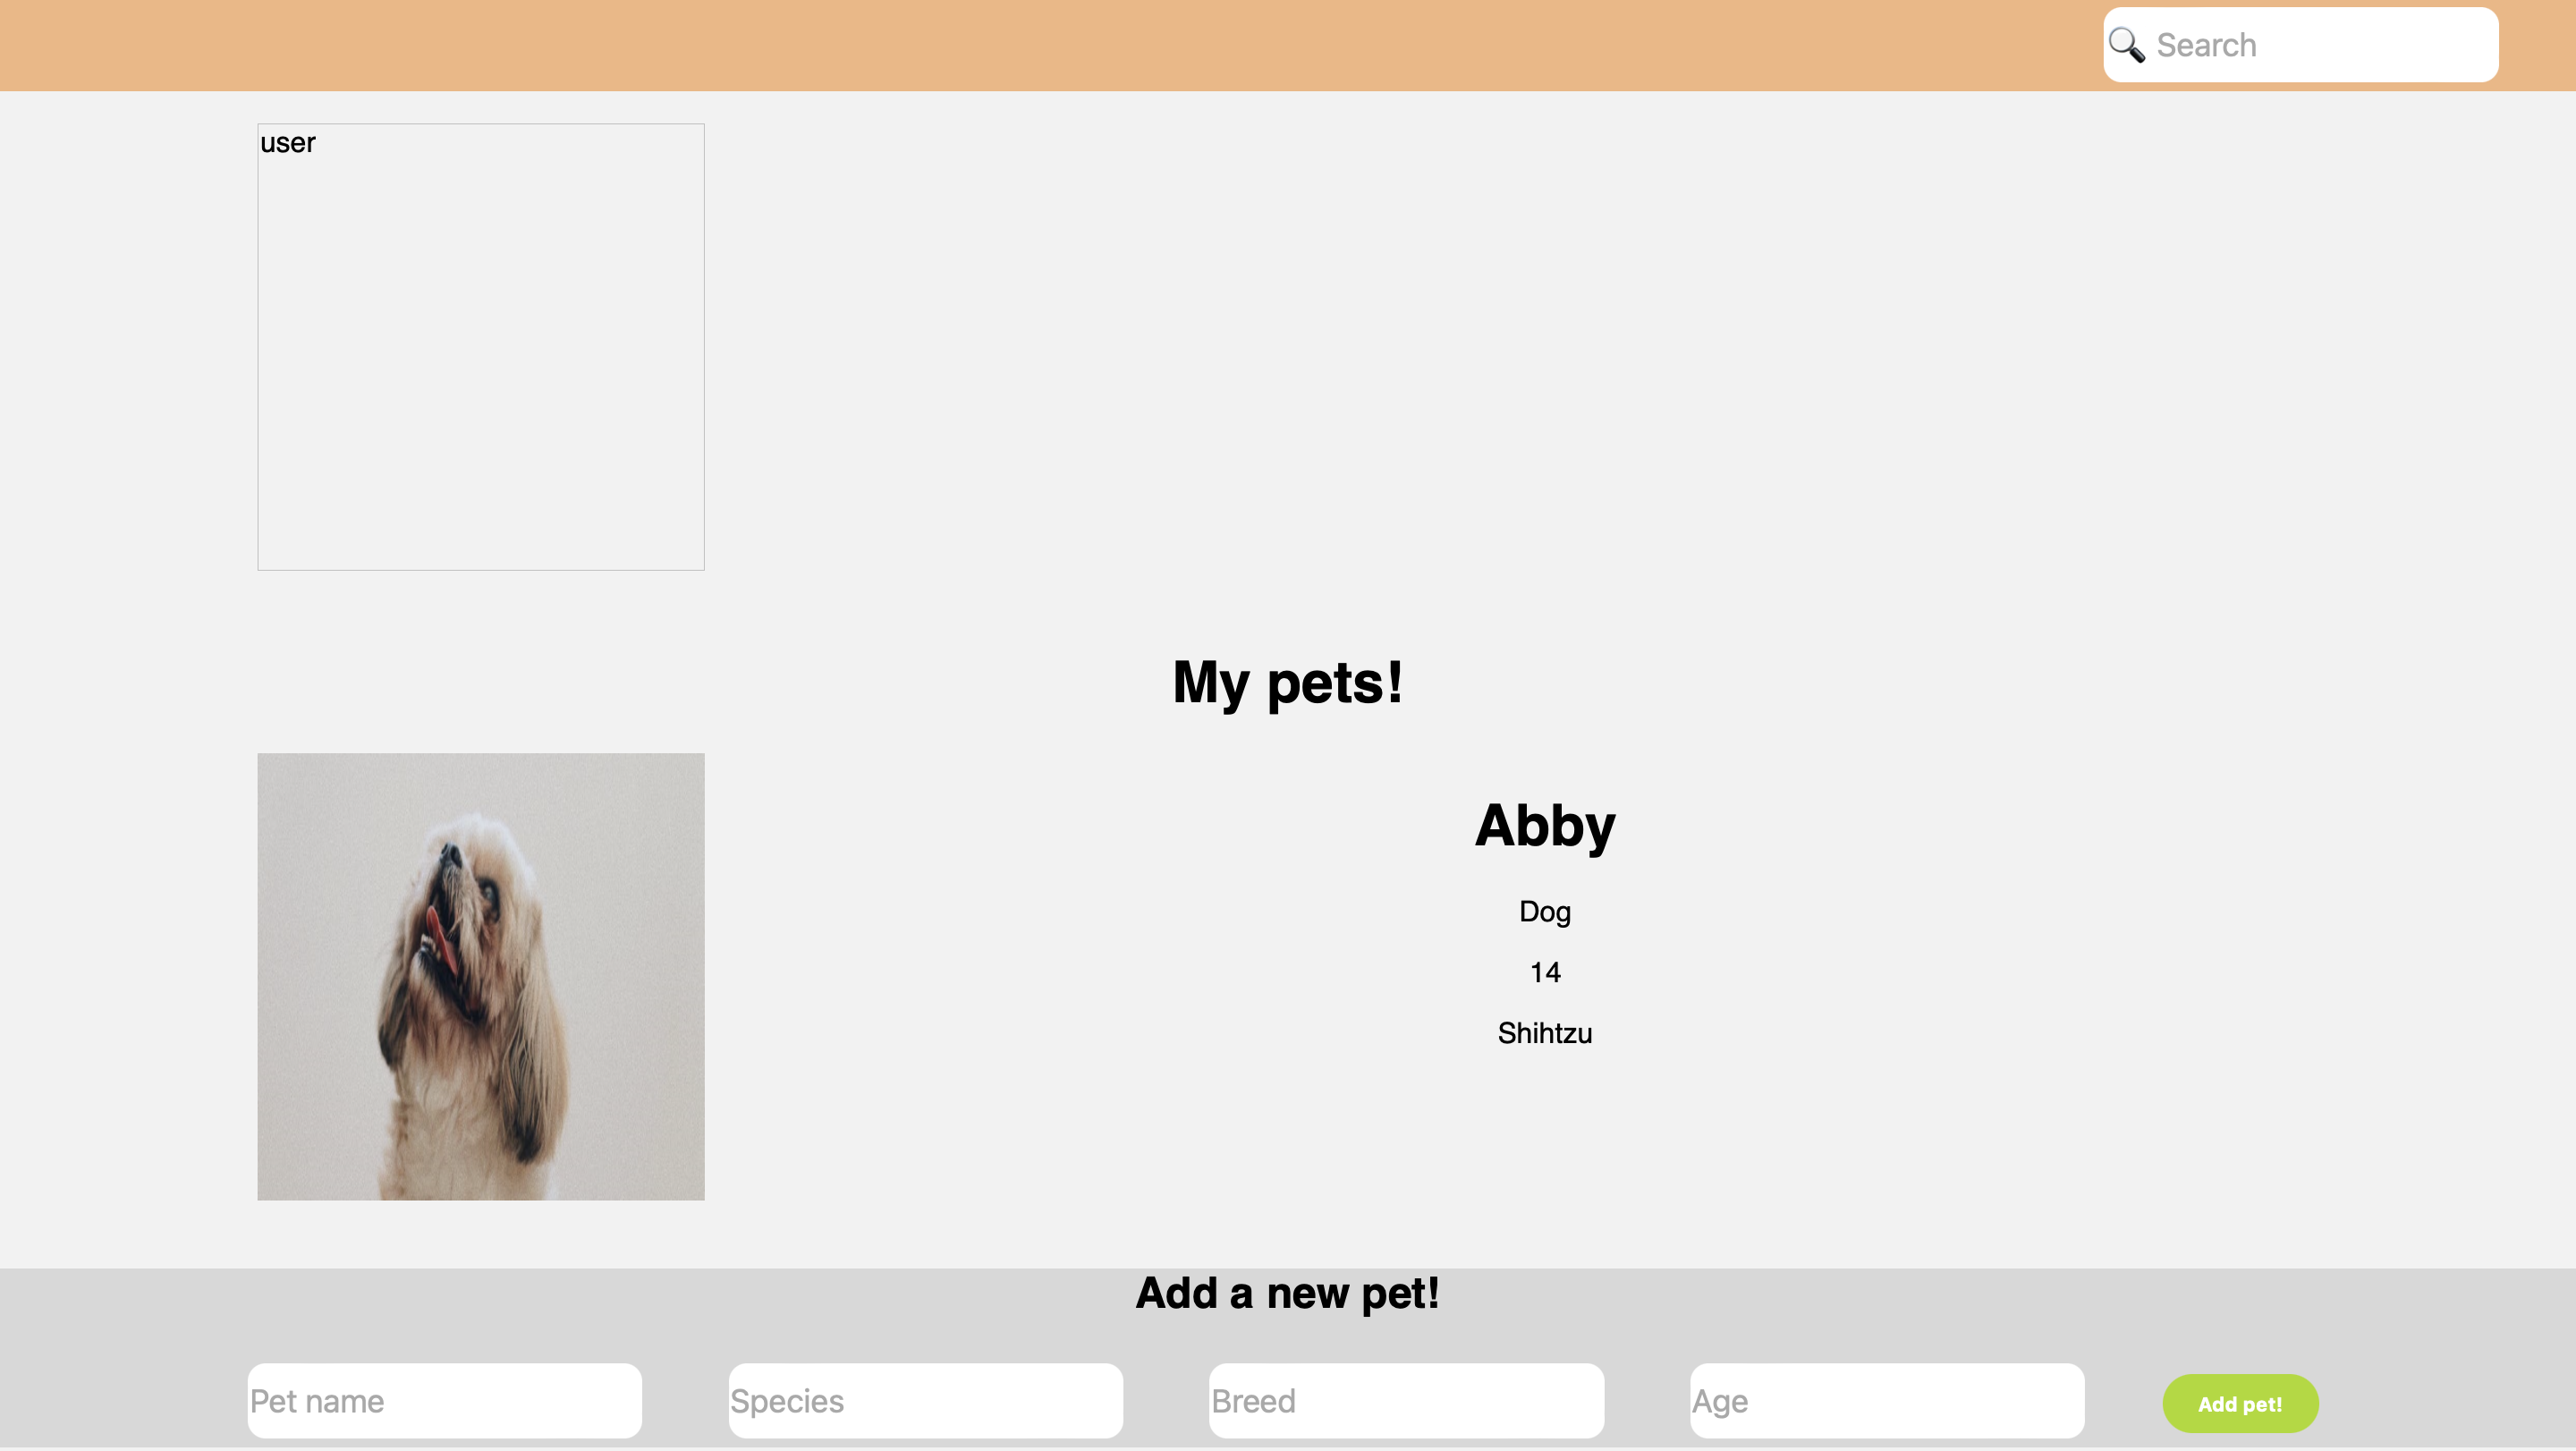 🔍 Search
user
My pets!
Abby
Dog
14
Shihtzu
Add a new pet!
Pet name
Species
Breed
Age
Add pet!